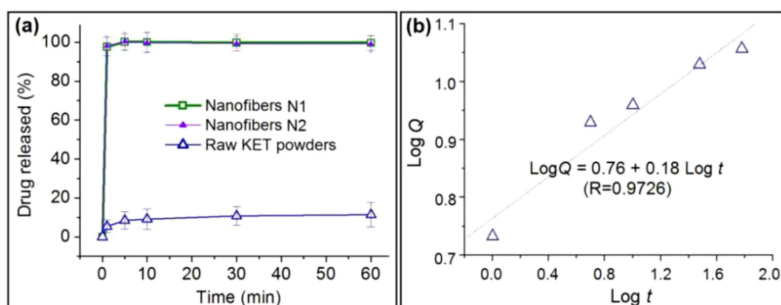 (a)
100
80
60
40
20
0
Drug released (%)
Nanofibers N1
Nanofibers N2
Raw KET powders
0 10 20 30 40 50 60
Time (min)
(b)
1.1
1.0
0.9
0.8
0.7
Log Q
LogQ = 0.76 + 0.18 Log t
(R=0.9726)
0.0 0.4 0.8 1.2 1.6 2.0
Log t